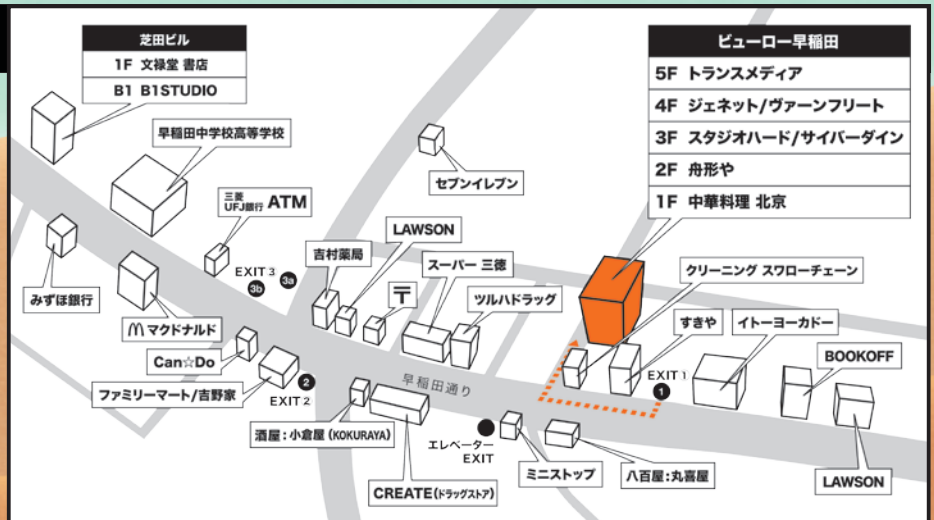 芝田ビル
1F 文禄堂 書店
B1 B1STUDIO
ビューロー早稲田
5F トランスメディア
4F ジェネット/ヴァーンフリート
3F スタジオハード/サイバーダイン
2F 舟形や
1F 中華料理 北京
早稲田中学校高等学校
セブンイレブン
三菱
UFJ銀行 ATM
LAWSON
吉村薬局
スーパー 三徳
クリーニング スワローチェーン
EXIT 3
3b
3a
〒
ツルハドラッグ
みずほ銀行
すきや
イトーヨーカドー
マクドナルド
BOOKOFF
Can☆Do
EXIT 1
1
早稲田通り
ファミリーマート/吉野家
2
EXIT 2
酒屋:小倉屋(KOKURAYA)
エレベーター
EXIT
ミニストップ
八百屋:丸喜屋
LAWSON
CREATE(ドラッグストア)